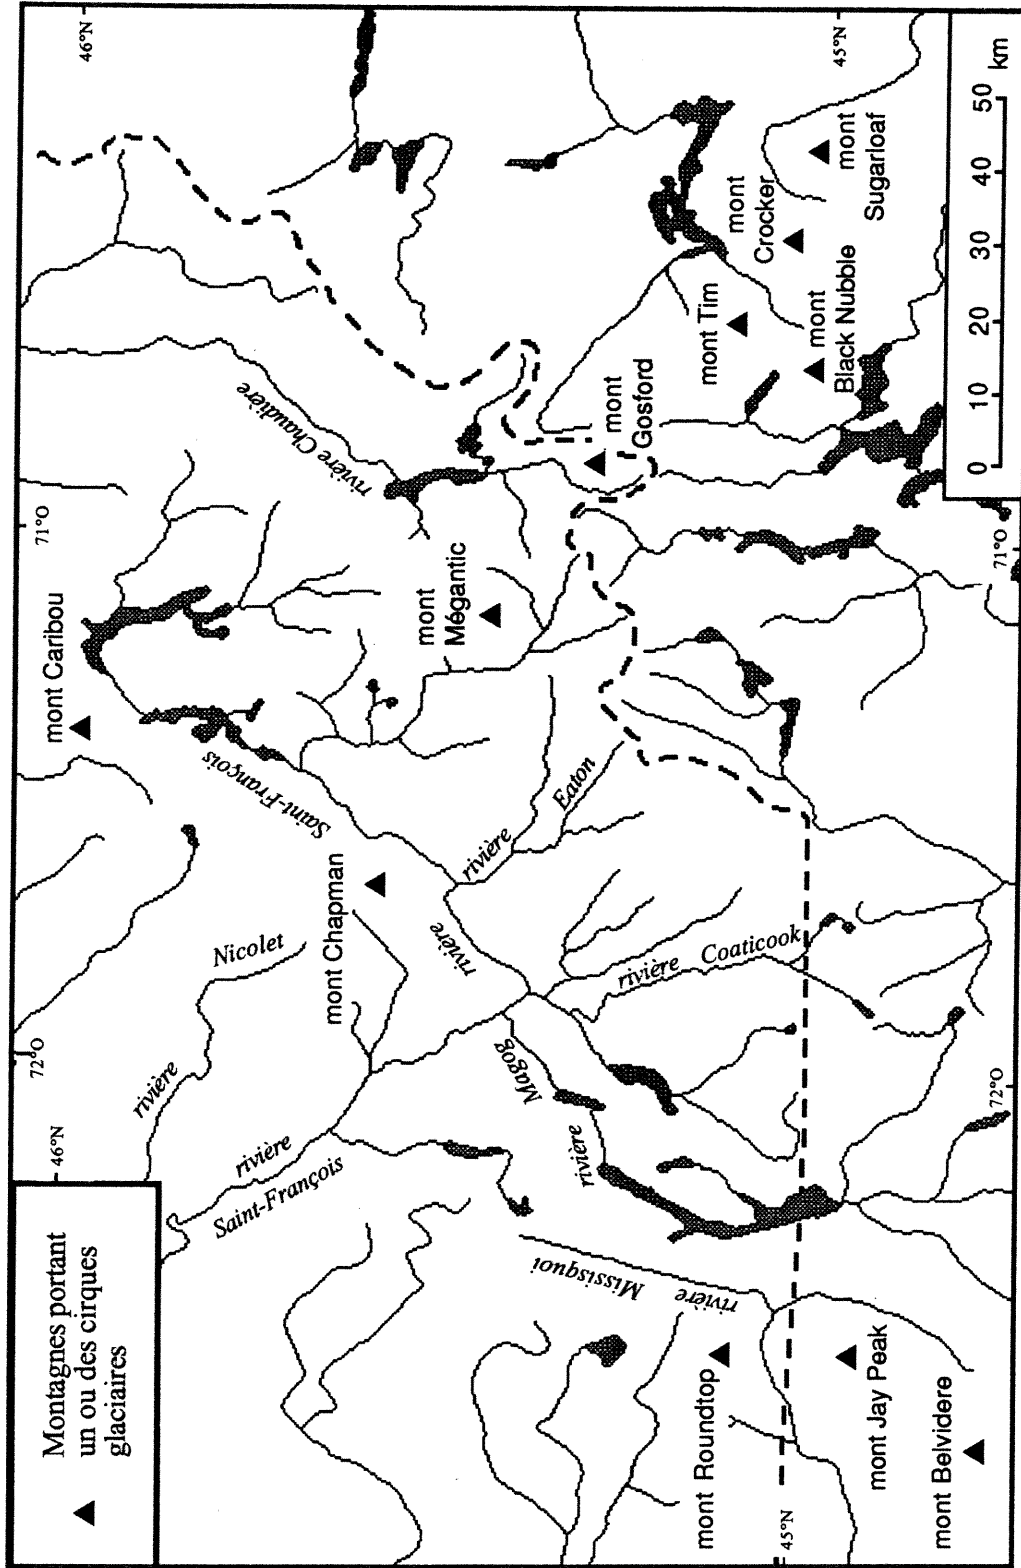 Montagnes portant
un ou des cirques
glaciaires
46°N
72°O
71°O
46°N
mont Caribou
rivière
Nicolet
rivière
Saint-François
mont Chapman
Saint-François
rivière
rivière
Eaton
mont
Mégantic
rivière Chaudière
rivière
Magog
rivière
Coaticook
rivière
Missisquoi
mont
Gosford
mont Tim
mont
Crocker
mont
Black Nubble
mont
Sugarloaf
mont Roundtop
mont Jay Peak
mont Belvidere
45°N
72°O
71°O
45°N
0 10 20 30 40 50
km